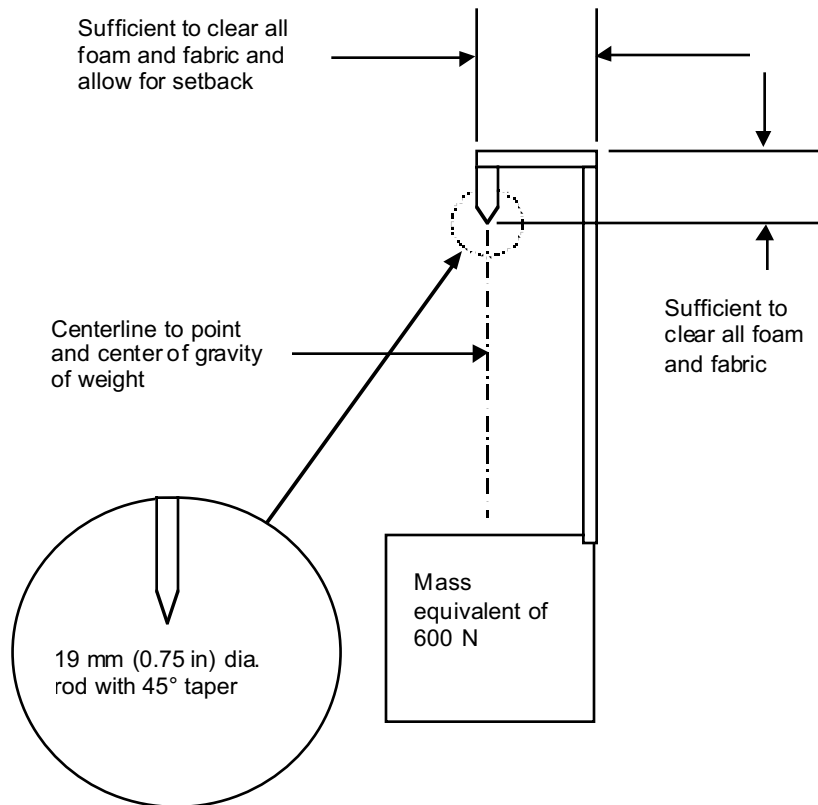 Sufficient to clear all
foam and fabric and
allow for setback
Sufficient to
clear all foam
and fabric
Centerline to point
and center of gravity
of weight
Mass
equivalent of
600 N
19 mm (0.75 in) dia.
rod with 45° taper